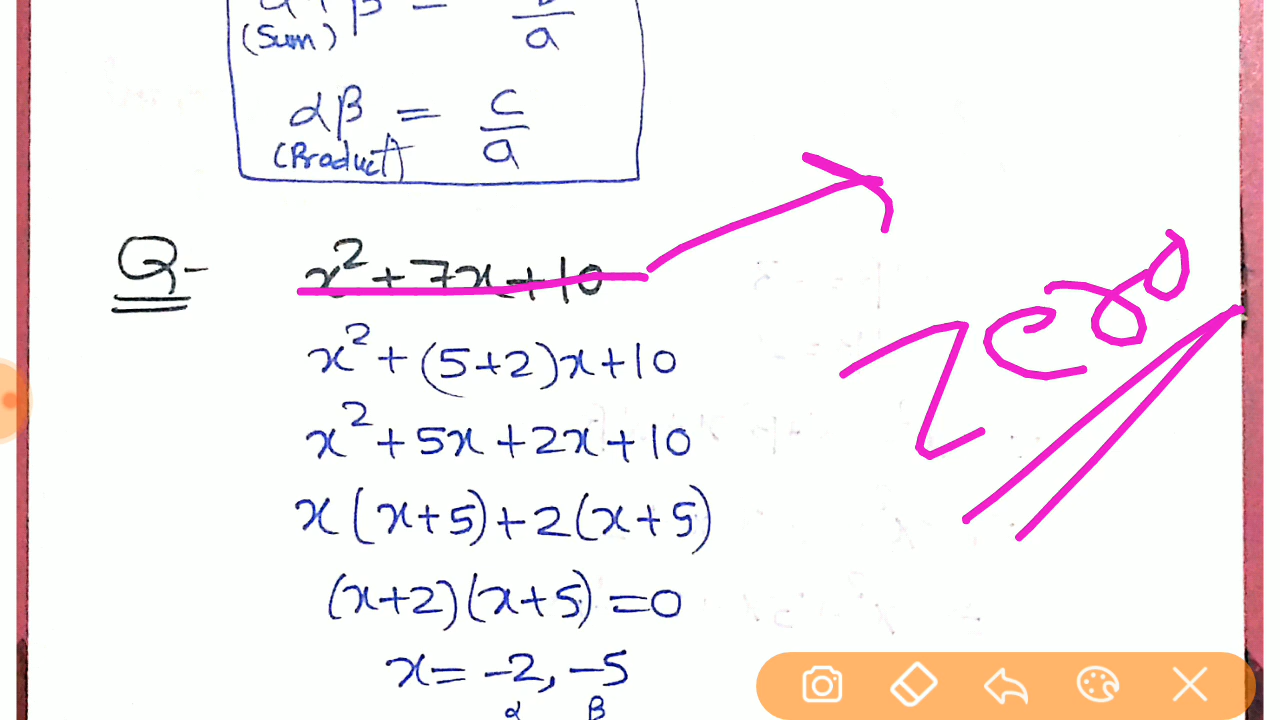 (Sum) β = a
αβ = c/a
(Product)
Q- x² + 7x + 10
zero
x² + (5+2)x + 10
x² + 5x + 2x + 10
x(x+5) + 2(x+5)
(x+2)(x+5) = 0
x = -2, -5
α β